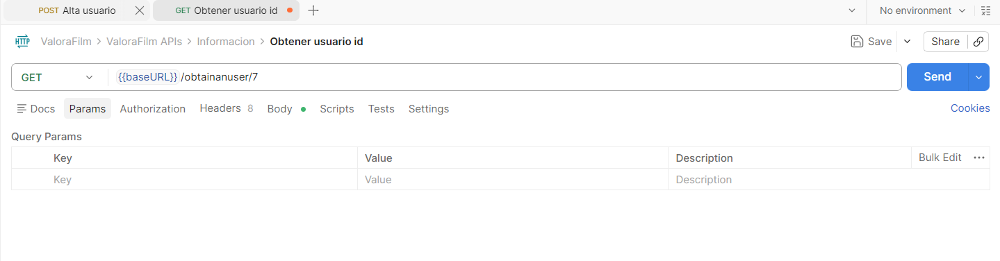 POST Alta usuario GET Obtener usuario id No environment
HTTP ValoraFilm > ValoraFilm APIs > Informacion > Obtener usuario id Save Share
GET {{baseURL}} /obtainanuser/7 Send
Docs Params Authorization Headers 8 Body Scripts Tests Settings Cookies
Query Params
Key Value Description Bulk Edit
Key Value Description